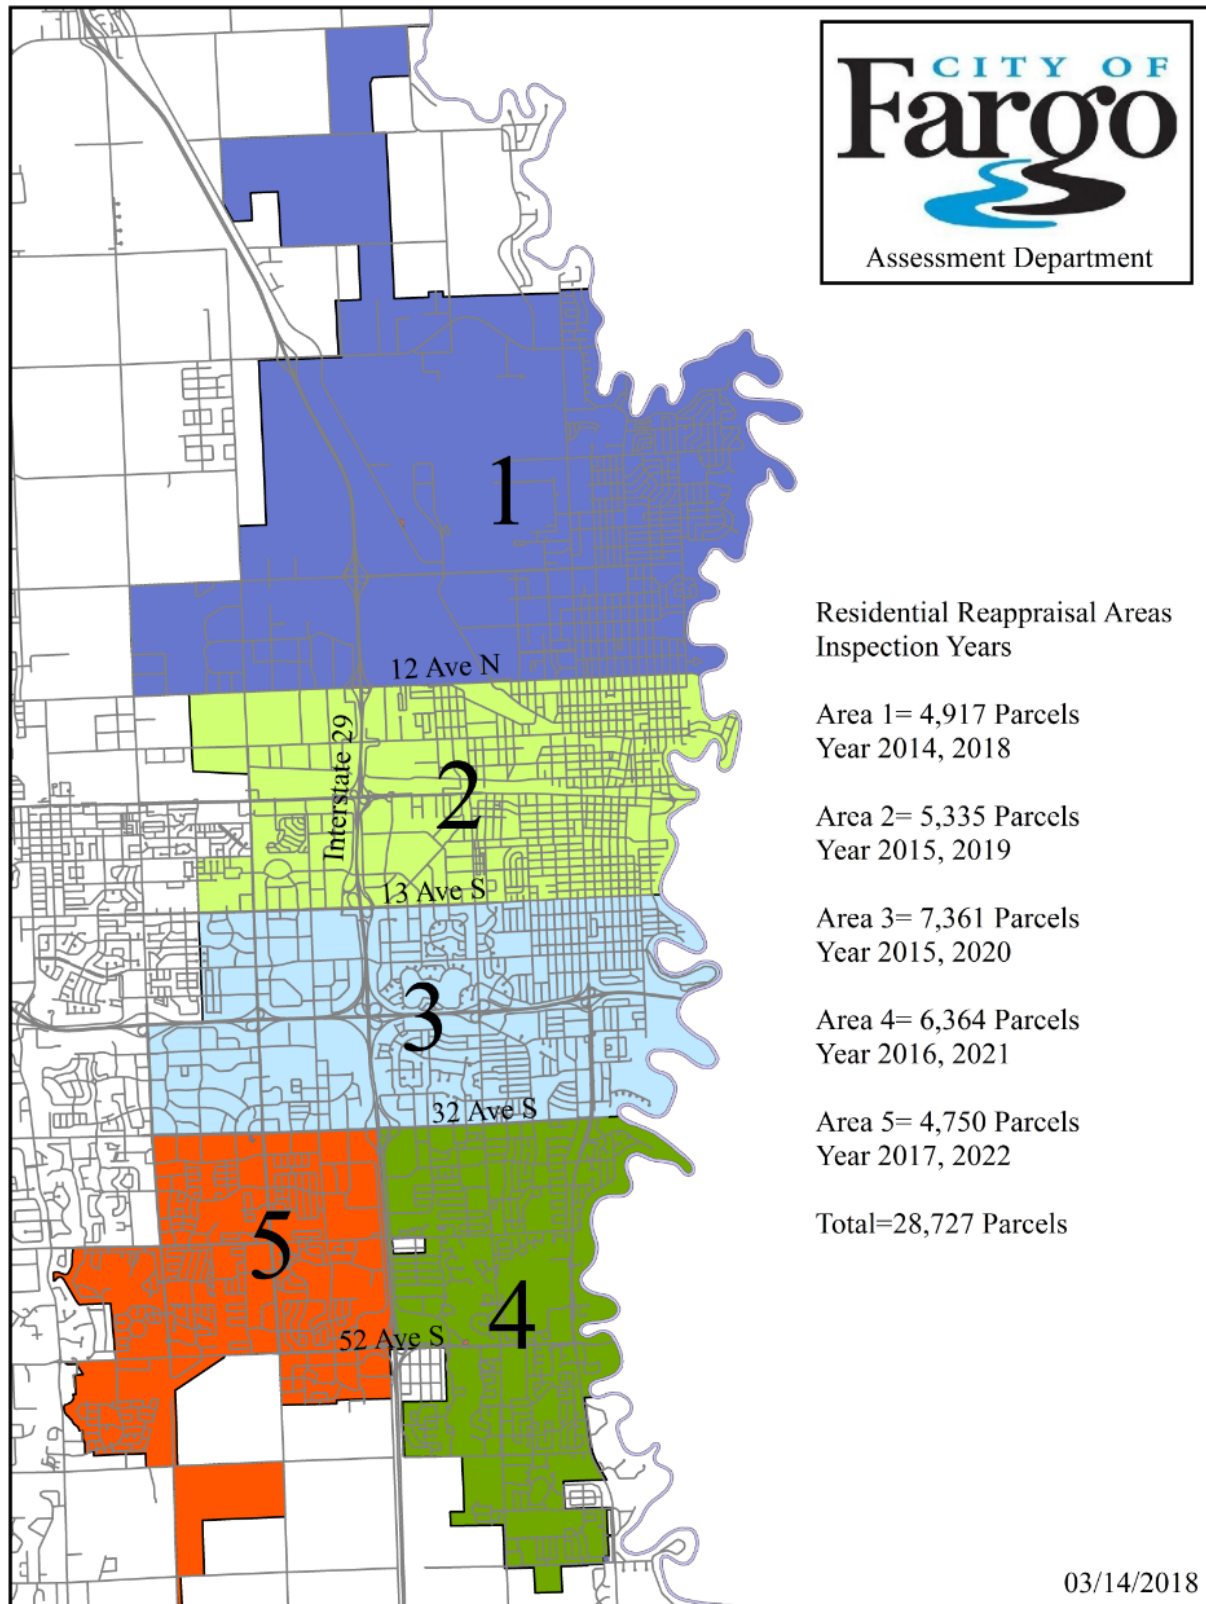 CITY OF
Fargo
Assessment Department
1
12 Ave N
Interstate 29
2
13 Ave S
3
32 Ave S
5
4
52 Ave S
Residential Reappraisal Areas
Inspection Years
Area 1= 4,917 Parcels
Year 2014, 2018
Area 2= 5,335 Parcels
Year 2015, 2019
Area 3= 7,361 Parcels
Year 2015, 2020
Area 4= 6,364 Parcels
Year 2016, 2021
Area 5= 4,750 Parcels
Year 2017, 2022
Total=28,727 Parcels
03/14/2018